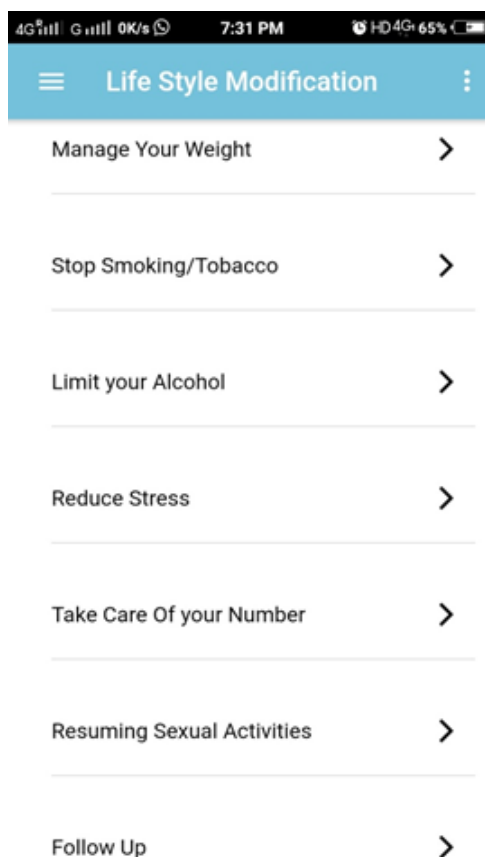 4G R G 0K/s 7:31 PM HD 4G+ 65%
Life Style Modification
Manage Your Weight
Stop Smoking/Tobacco
Limit your Alcohol
Reduce Stress
Take Care Of your Number
Resuming Sexual Activities
Follow Up